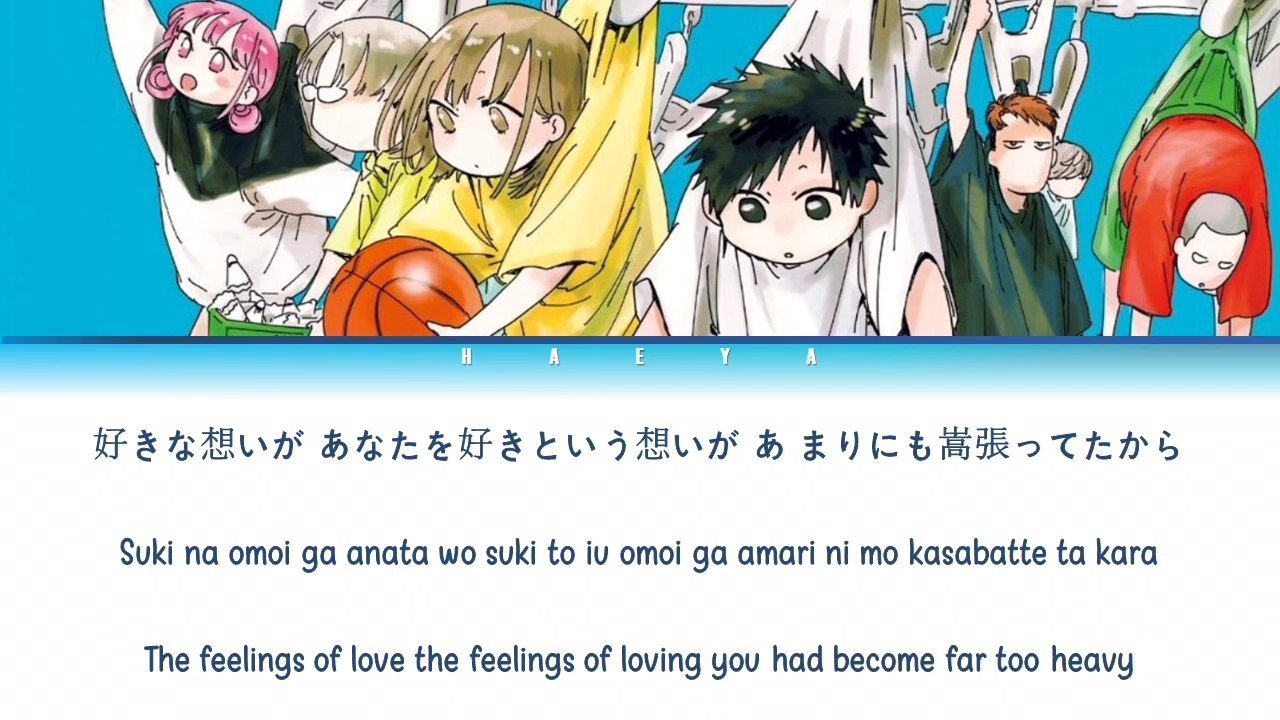 H A E Y A
好きな想いが あなたを好きという想いが あ まりにも嵩張ってたから
Suki na omoi ga anata wo suki to iu omoi ga amari ni mo kasabatte ta kara
The feelings of love the feelings of loving you had become far too heavy